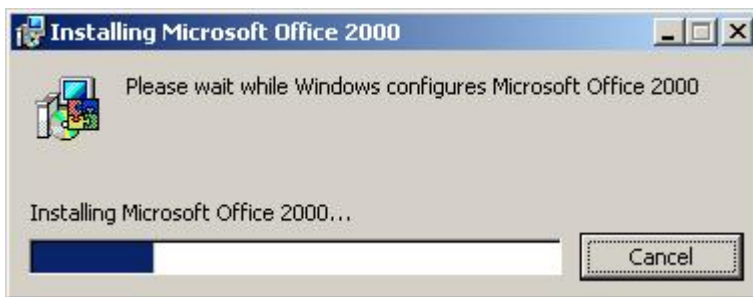 Installing Microsoft Office 2000
Please wait while Windows configures Microsoft Office 2000
Installing Microsoft Office 2000...
Cancel